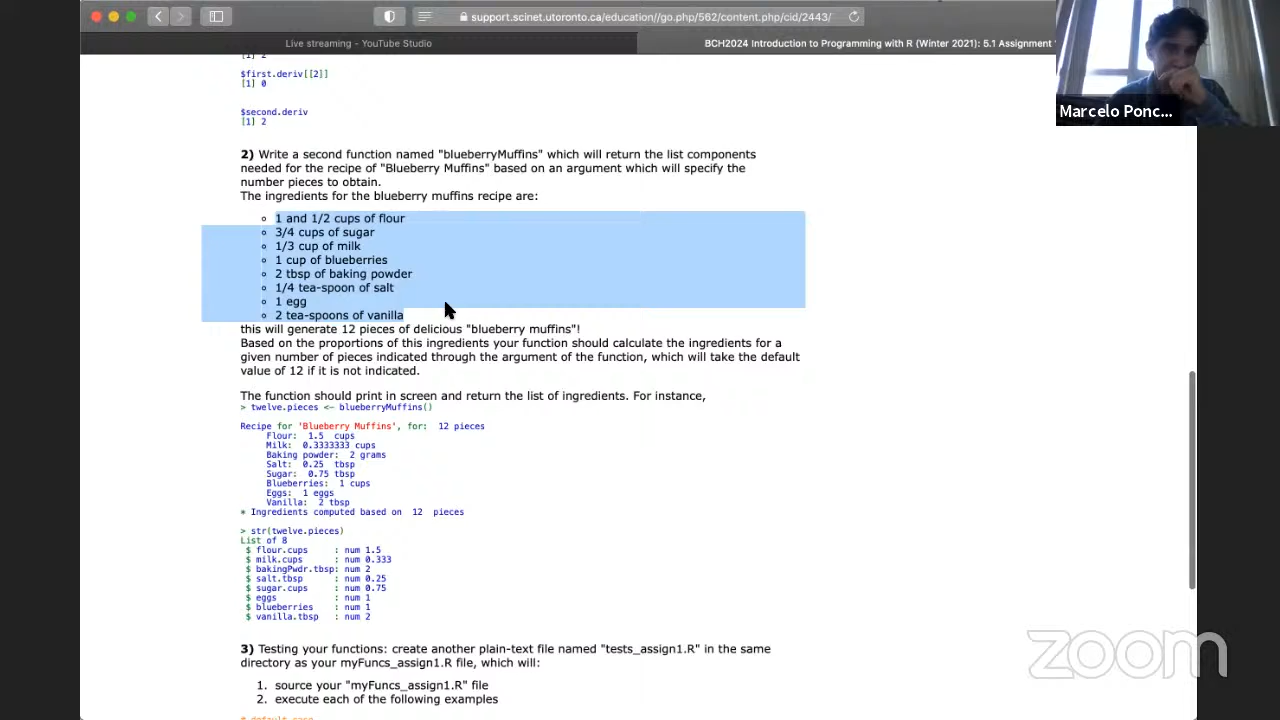 support.scinet.utoronto.ca/education//go.php/562/content.php/cid/2443/
Live streaming - YouTube Studio
BCH2024 Introduction to Programming with R (Winter 2021): 5.1 Assignment
Marcelo Ponc...
[1] 2
$first.deriv[[2]]
[1] 0
$second.deriv
[1] 2
2) Write a second function named "blueberryMuffins" which will return the list components
needed for the recipe of "Blueberry Muffins" based on an argument which will specify the
number pieces to obtain.
The ingredients for the blueberry muffins recipe are:
1 and 1/2 cups of flour
3/4 cups of sugar
1/3 cup of milk
1 cup of blueberries
2 tbsp of baking powder
1/4 tea-spoon of salt
1 egg
2 tea-spoons of vanilla
this will generate 12 pieces of delicious "blueberry muffins"!
Based on the proportions of this ingredients your function should calculate the ingredients for a
given number of pieces indicated through the argument of the function, which will take the default
value of 12 if it is not indicated.
The function should print in screen and return the list of ingredients. For instance,
> twelve.pieces <- blueberryMuffins()
Recipe for 'Blueberry Muffins', for: 12 pieces
Flour: 1.5 cups
Milk: 0.3333333 cups
Baking powder: 2 grams
Salt: 0.25 tbsp
Sugar: 0.75 tbsp
Blueberries: 1 cups
Eggs: 1 eggs
Vanilla: 2 tbsp
* Ingredients computed based on 12 pieces
> str(twelve.pieces)
List of 8
$ flour.cups : num 1.5
$ milk.cups : num 0.333
$ bakingPwdr.tbsp: num 2
$ salt.tbsp : num 0.25
$ sugar.cups : num 0.75
$ eggs : num 1
$ blueberries : num 1
$ vanilla.tbsp : num 2
3) Testing your functions: create another plain-text file named "tests_assign1.R" in the same
directory as your myFuncs_assign1.R file, which will:
1. source your "myFuncs_assign1.R" file
2. execute each of the following examples
# default case
zoom